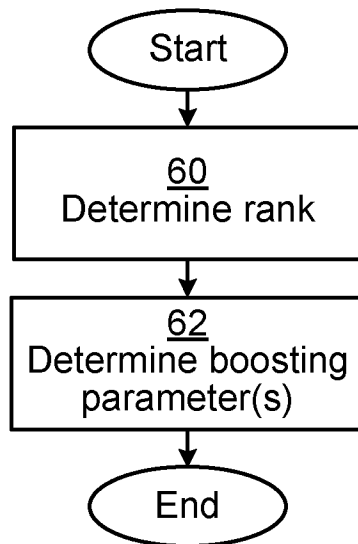 Start
60
Determine rank
62
Determine boosting
parameter(s)
End